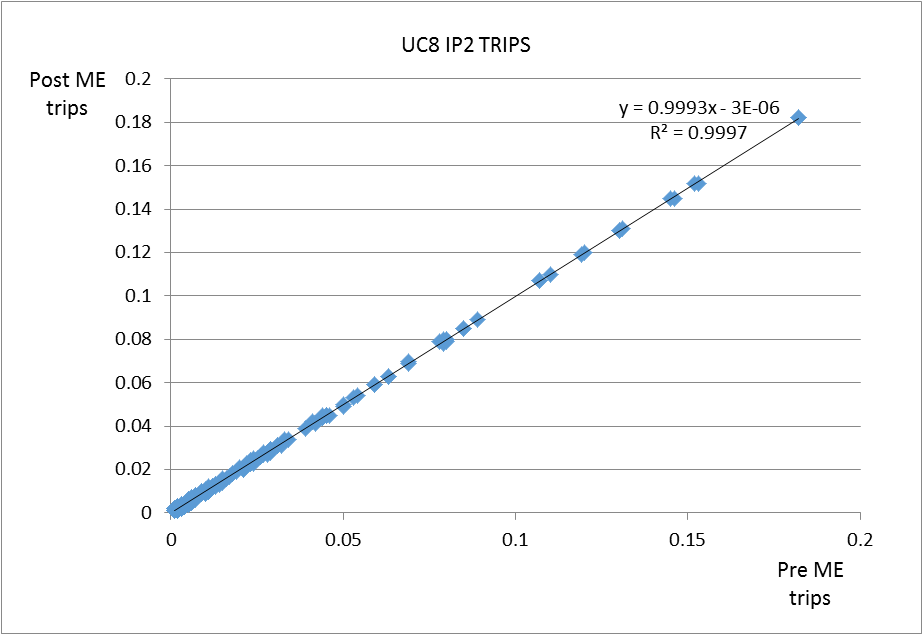 UC8 IP2 TRIPS
Post ME
trips
0.2
0.18
0.16
0.14
0.12
0.1
0.08
0.06
0.04
0.02
0
y = 0.9993x - 3E-06
R² = 0.9997
0
0.05
0.1
0.15
0.2
Pre ME
trips